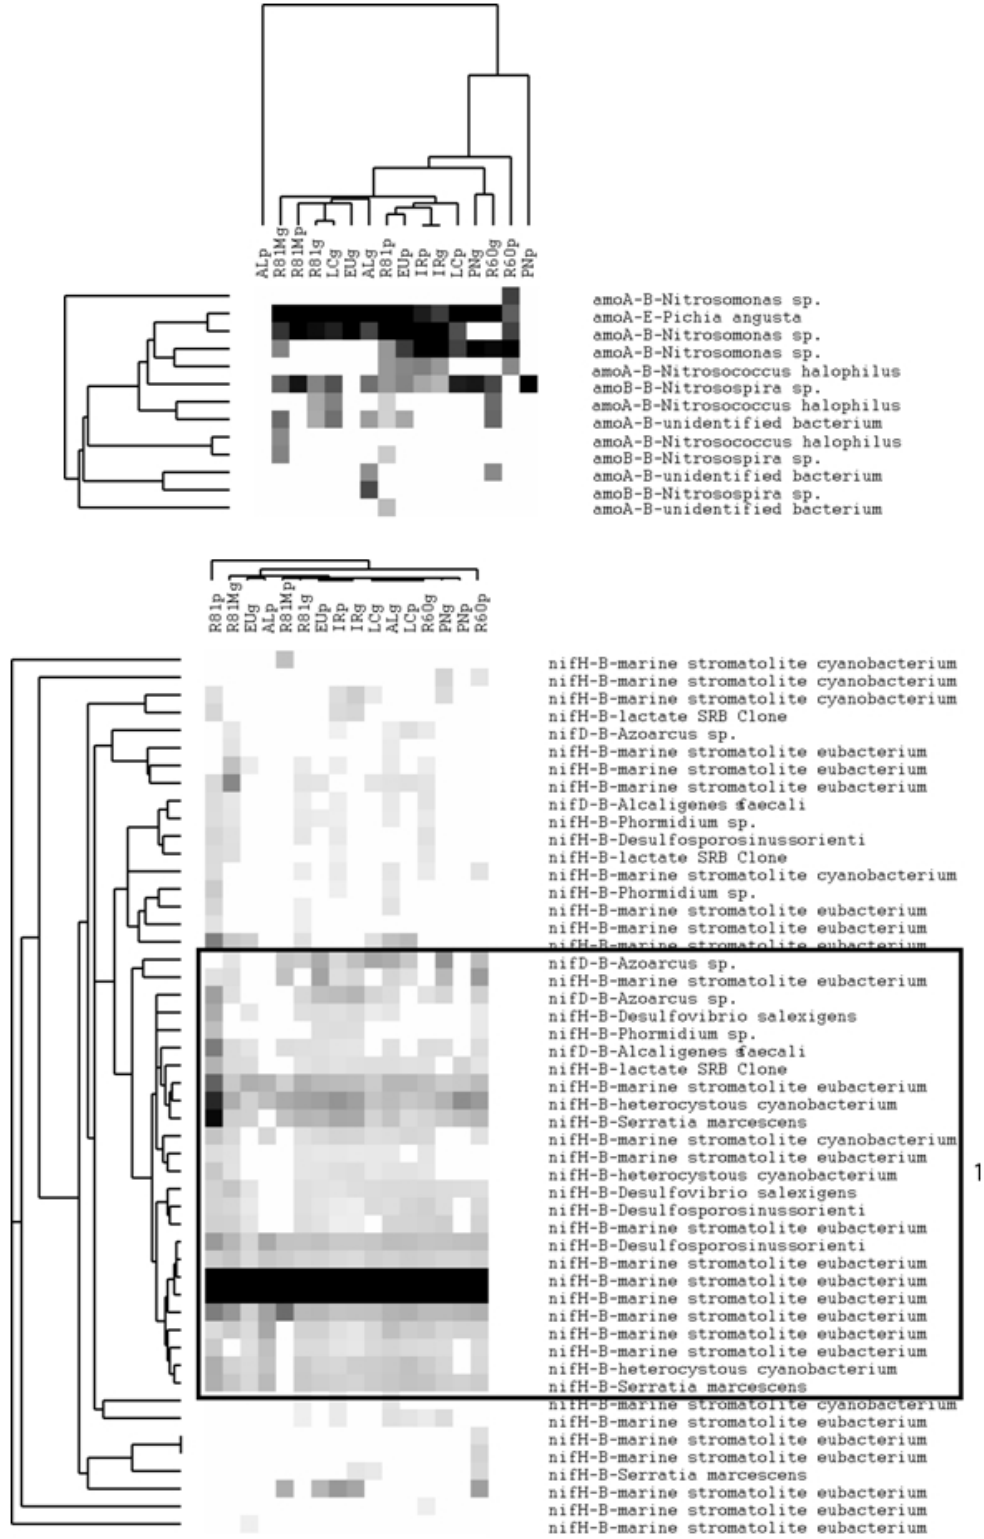 ALp
R81Mg
R81Mp
R81g
LCg
EUg
ALg
R81p
EUp
IRp
IRg
LCp
PNg
R60g
R60p
PNp
amoA-B-Nitrosomonas sp.
amoA-E-Pichia angusta
amoA-B-Nitrosomonas sp.
amoA-B-Nitrosomonas sp.
amoA-B-Nitrosococcus halophilus
amoB-B-Nitrosospira sp.
amoA-B-Nitrosococcus halophilus
amoA-B-unidentified bacterium
amoA-B-Nitrosococcus halophilus
amoB-B-Nitrosospira sp.
amoA-B-unidentified bacterium
amoB-B-Nitrosospira sp.
amoA-B-unidentified bacterium
R81p
R81Mg
EUg
ALp
R81Mp
R81g
EUp
IRp
IRg
LCg
ALg
LCp
R60g
PNg
PNp
R60p
nifH-B-marine stromatolite cyanobacterium
nifH-B-marine stromatolite cyanobacterium
nifH-B-marine stromatolite cyanobacterium
nifH-B-lactate SRB Clone
nifD-B-Azoarcus sp.
nifH-B-marine stromatolite eubacterium
nifH-B-marine stromatolite eubacterium
nifH-B-marine stromatolite eubacterium
nifD-B-Alcaligenes faecali
nifH-B-Phormidium sp.
nifH-B-Desulfosporosinussorienti
nifH-B-lactate SRB Clone
nifH-B-marine stromatolite cyanobacterium
nifH-B-Phormidium sp.
nifH-B-marine stromatolite eubacterium
nifH-B-marine stromatolite eubacterium
nifH-B-marine stromatolite eubacterium
nifD-B-Azoarcus sp.
nifH-B-marine stromatolite eubacterium
nifD-B-Azoarcus sp.
nifH-B-Desulfovibrio salexigens
nifH-B-Phormidium sp.
nifD-B-Alcaligenes faecali
nifH-B-lactate SRB Clone
nifH-B-marine stromatolite eubacterium
nifH-B-heterocystous cyanobacterium
nifH-B-Serratia marcescens
nifH-B-marine stromatolite cyanobacterium
nifH-B-marine stromatolite eubacterium
nifH-B-heterocystous cyanobacterium
1
nifH-B-Desulfovibrio salexigens
nifH-B-Desulfosporosinussorienti
nifH-B-marine stromatolite eubacterium
nifH-B-Desulfosporosinussorienti
nifH-B-marine stromatolite eubacterium
nifH-B-marine stromatolite eubacterium
nifH-B-marine stromatolite eubacterium
nifH-B-marine stromatolite eubacterium
nifH-B-marine stromatolite eubacterium
nifH-B-marine stromatolite eubacterium
nifH-B-heterocystous cyanobacterium
nifH-B-Serratia marcescens
nifH-B-marine stromatolite cyanobacterium
nifH-B-marine stromatolite eubacterium
nifH-B-marine stromatolite eubacterium
nifH-B-marine stromatolite eubacterium
nifH-B-Serratia marcescens
nifH-B-marine stromatolite eubacterium
nifH-B-marine stromatolite eubacterium
nifH-B-marine stromatolite eubacterium